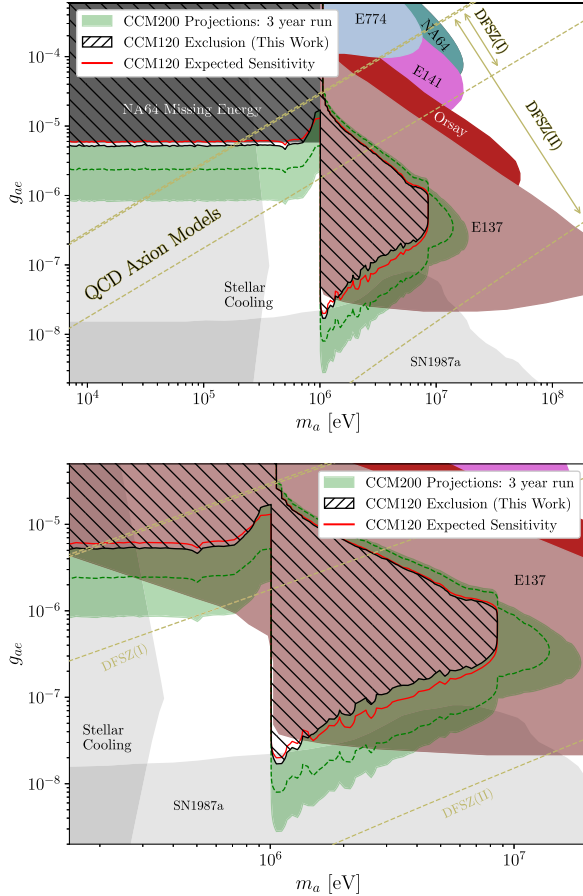 CCM200 Projections: 3 year run
CCM120 Exclusion (This Work)
CCM120 Expected Sensitivity
E774
NA64
E141
Orsay
DFSZ(I)
DFSZ(II)
NA64 Missing Energy
E137
QCD Axion Models
Stellar
Cooling
SN1987a
10^{-4}
10^{-5}
10^{-6}
10^{-7}
10^{-8}
g_{ae}
10^{4}
10^{5}
10^{6}
10^{7}
10^{8}
m_a [eV]
CCM200 Projections: 3 year run
CCM120 Exclusion (This Work)
CCM120 Expected Sensitivity
E137
DFSZ(I)
Stellar
Cooling
SN1987a
DFSZ(II)
10^{-5}
10^{-6}
10^{-7}
10^{-8}
g_{ae}
10^{6}
10^{7}
m_a [eV]